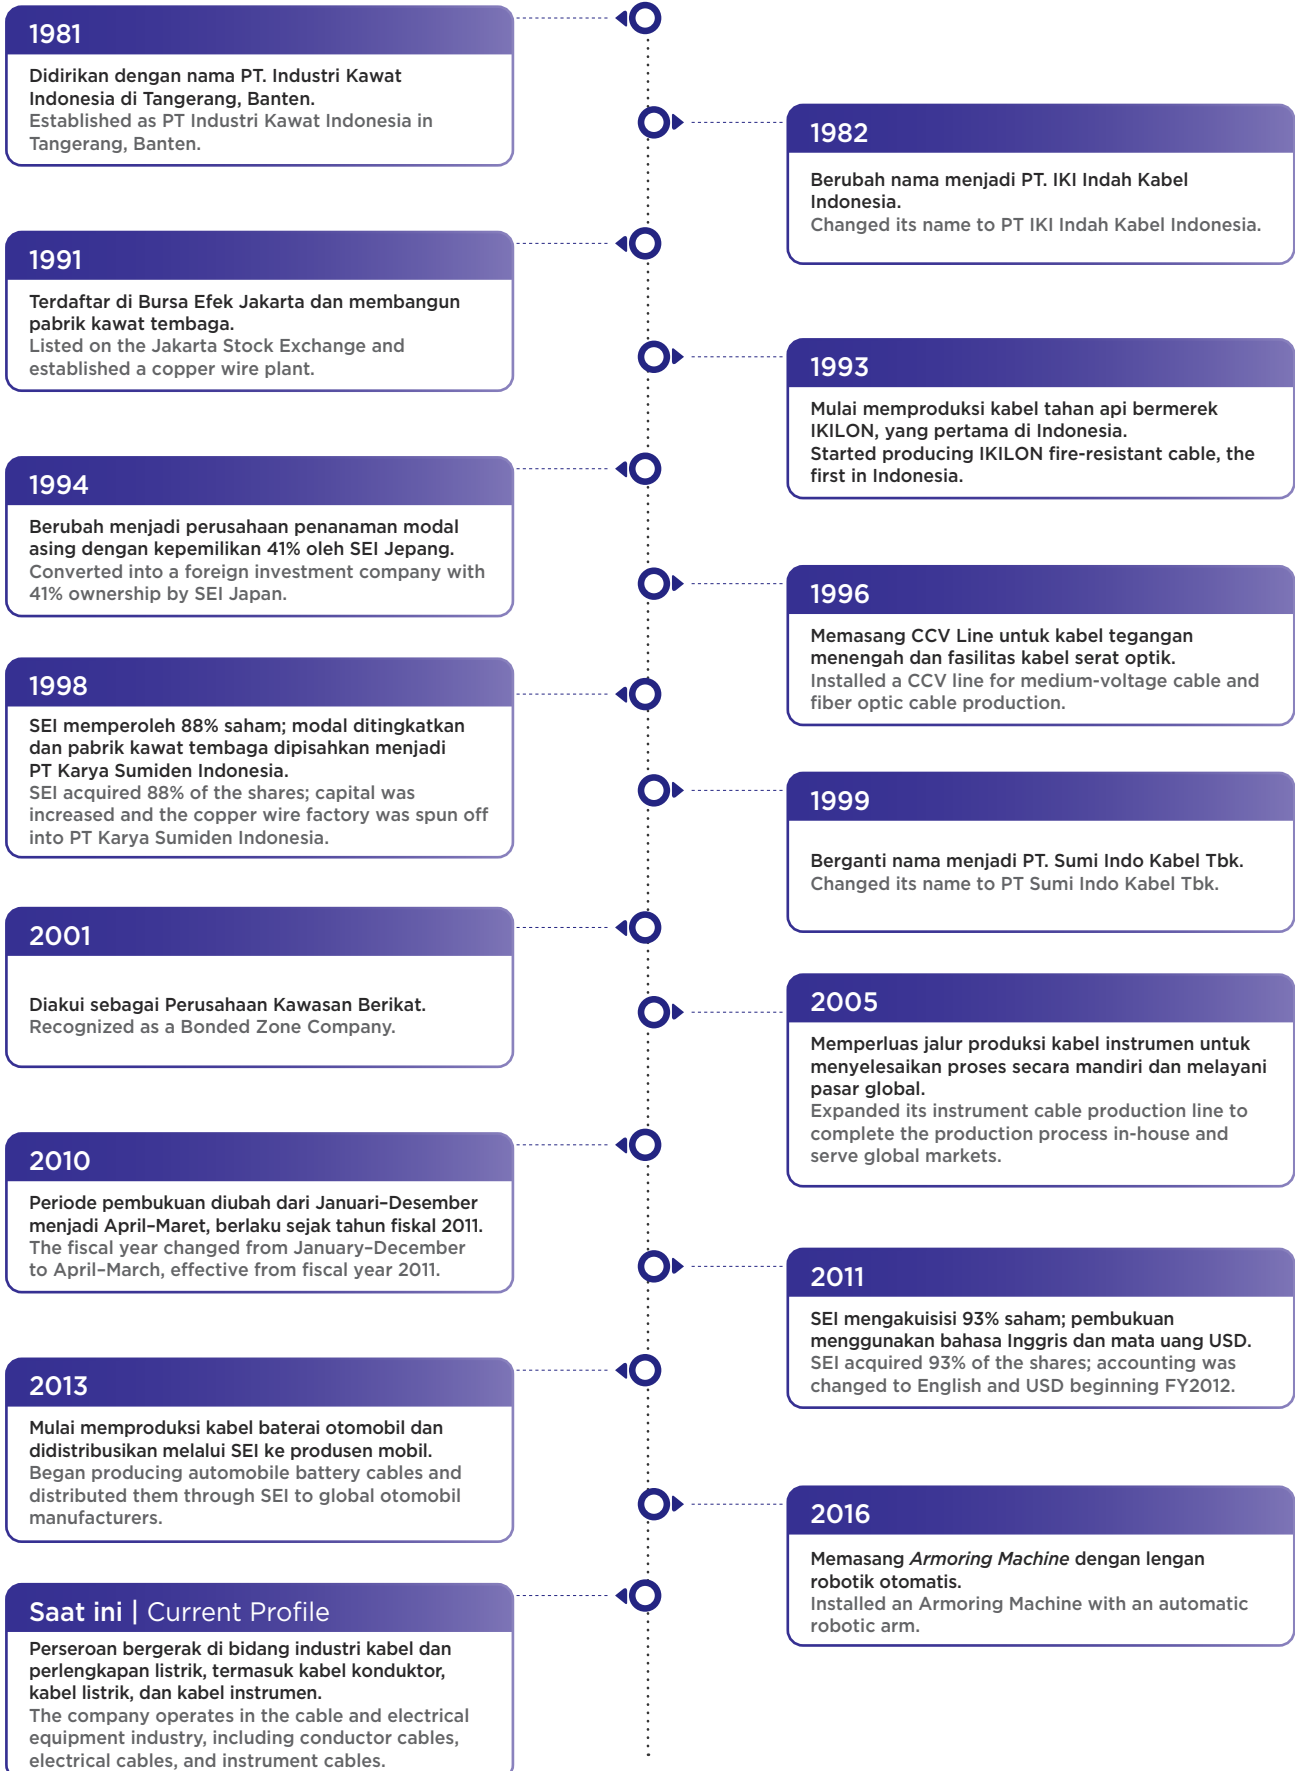 1981
Didirikan dengan nama PT. Industri Kawat
Indonesia di Tangerang, Banten.
Established as PT Industri Kawat Indonesia in
Tangerang, Banten.
1982
Berubah nama menjadi PT. IKI Indah Kabel
Indonesia.
Changed its name to PT IKI Indah Kabel Indonesia.
1991
Terdaftar di Bursa Efek Jakarta dan membangun
pabrik kawat tembaga.
Listed on the Jakarta Stock Exchange and
established a copper wire plant.
1993
Mulai memproduksi kabel tahan api bermerek
IKILON, yang pertama di Indonesia.
Started producing IKILON fire-resistant cable, the
first in Indonesia.
1994
Berubah menjadi perusahaan penanaman modal
asing dengan kepemilikan 41% oleh SEI Jepang.
Converted into a foreign investment company with
41% ownership by SEI Japan.
1996
Memasang CCV Line untuk kabel tegangan
menengah dan fasilitas kabel serat optik.
Installed a CCV line for medium-voltage cable and
fiber optic cable production.
1998
SEI memperoleh 88% saham; modal ditingkatkan
dan pabrik kawat tembaga dipisahkan menjadi
PT Karya Sumiden Indonesia.
SEI acquired 88% of the shares; capital was
increased and the copper wire factory was spun off
into PT Karya Sumiden Indonesia.
1999
Berganti nama menjadi PT. Sumi Indo Kabel Tbk.
Changed its name to PT Sumi Indo Kabel Tbk.
2001
Diakui sebagai Perusahaan Kawasan Berikat.
Recognized as a Bonded Zone Company.
2005
Memperluas jalur produksi kabel instrumen untuk
menyelesaikan proses secara mandiri dan melayani
pasar global.
Expanded its instrument cable production line to
complete the production process in-house and
serve global markets.
2010
Periode pembukuan diubah dari Januari–Desember
menjadi April–Maret, berlaku sejak tahun fiskal 2011.
The fiscal year changed from January–December
to April–March, effective from fiscal year 2011.
2011
SEI mengakuisisi 93% saham; pembukuan
menggunakan bahasa Inggris dan mata uang USD.
SEI acquired 93% of the shares; accounting was
changed to English and USD beginning FY2012.
2013
Mulai memproduksi kabel baterai otomobil dan
didistribusikan melalui SEI ke produsen mobil.
Began producing automobile battery cables and
distributed them through SEI to global otomobil
manufacturers.
2016
Memasang Armoring Machine dengan lengan
robotik otomatis.
Installed an Armoring Machine with an automatic
robotic arm.
Saat ini | Current Profile
Perseroan bergerak di bidang industri kabel dan
perlengkapan listrik, termasuk kabel konduktor,
kabel listrik, dan kabel instrumen.
The company operates in the cable and electrical
equipment industry, including conductor cables,
electrical cables, and instrument cables.